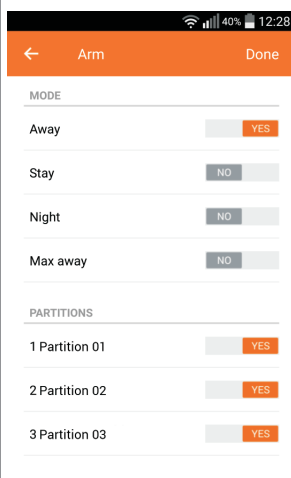 40% 12:28
Arm Done
MODE
Away YES
Stay NO
Night NO
Max away NO
PARTITIONS
1 Partition 01 YES
2 Partition 02 YES
3 Partition 03 YES